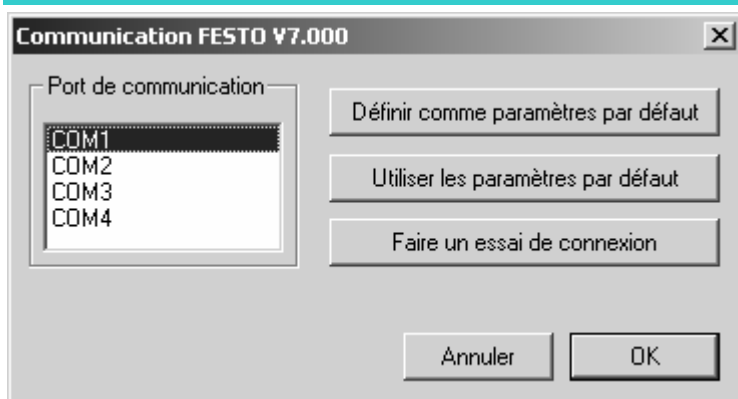 Communication FESTO V7.000
Port de communication
COM1
COM2
COM3
COM4
Définir comme paramètres par défaut
Utiliser les paramètres par défaut
Faire un essai de connexion
Annuler
OK